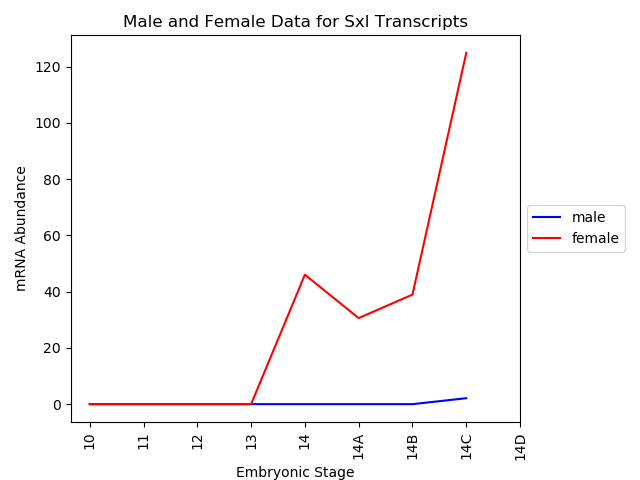 Male and Female Data for Sxl Transcripts
120
100
80
60
40
20
0
mRNA Abundance
10
11
12
13
14
14A
14B
14C
14D
Embryonic Stage
male
female